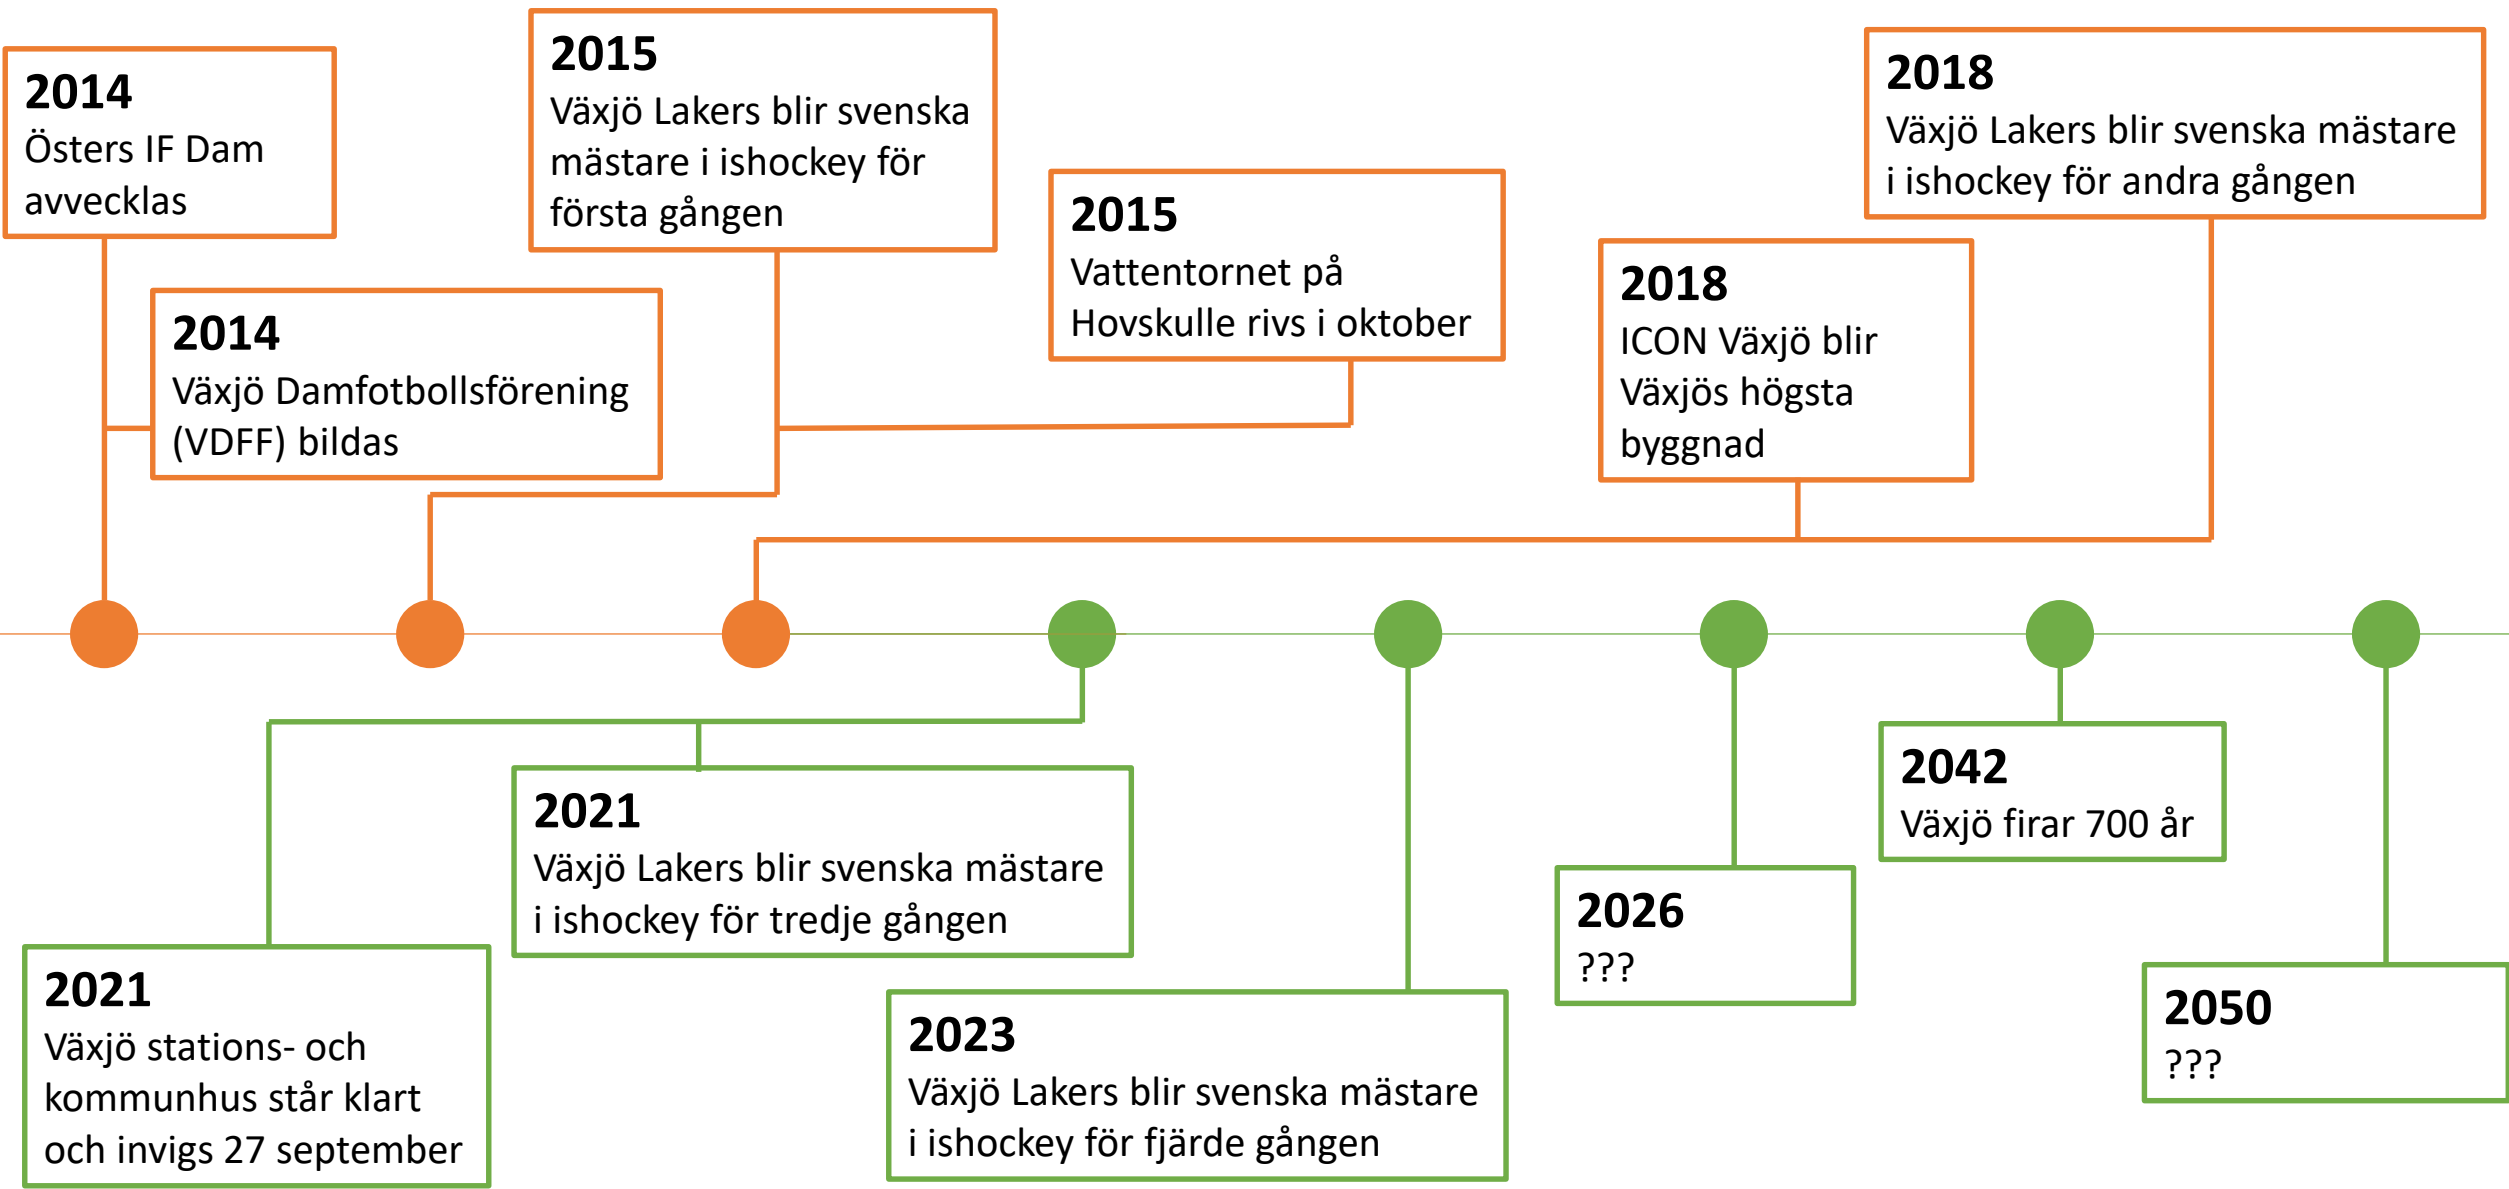 2014
Östers IF Dam
avvecklas
2014
Växjö Damfotbollsförening
(VDFF) bildas
2015
Växjö Lakers blir svenska
mästare i ishockey för
första gången
2015
Vattentornet på
Hovskulle rivs i oktober
2018
ICON Växjö blir
Växjös högsta
byggnad
2018
Växjö Lakers blir svenska mästare
i ishockey för andra gången
2021
Växjö stations- och
kommunhus står klart
och invigs 27 september
2021
Växjö Lakers blir svenska mästare
i ishockey för tredje gången
2023
Växjö Lakers blir svenska mästare
i ishockey för fjärde gången
2026
???
2042
Växjö firar 700 år
2050
???